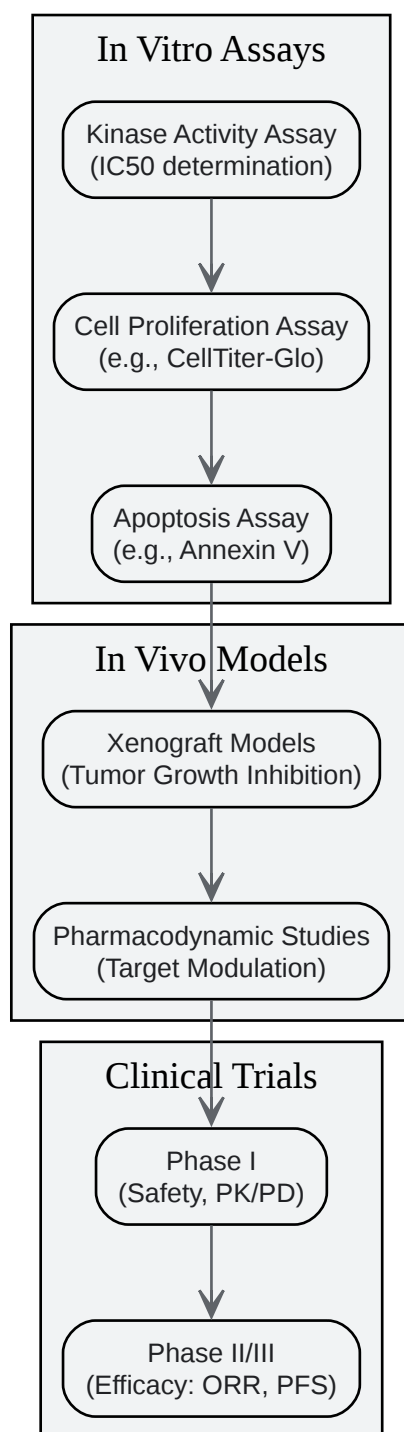 In Vitro Assays
Kinase Activity Assay
(IC50 determination)
Cell Proliferation Assay
(e.g., CellTiter-Glo)
Apoptosis Assay
(e.g., Annexin V)
In Vivo Models
Xenograft Models
(Tumor Growth Inhibition)
Pharmacodynamic Studies
(Target Modulation)
Clinical Trials
Phase I
(Safety, PK/PD)
Phase II/III
(Efficacy: ORR, PFS)